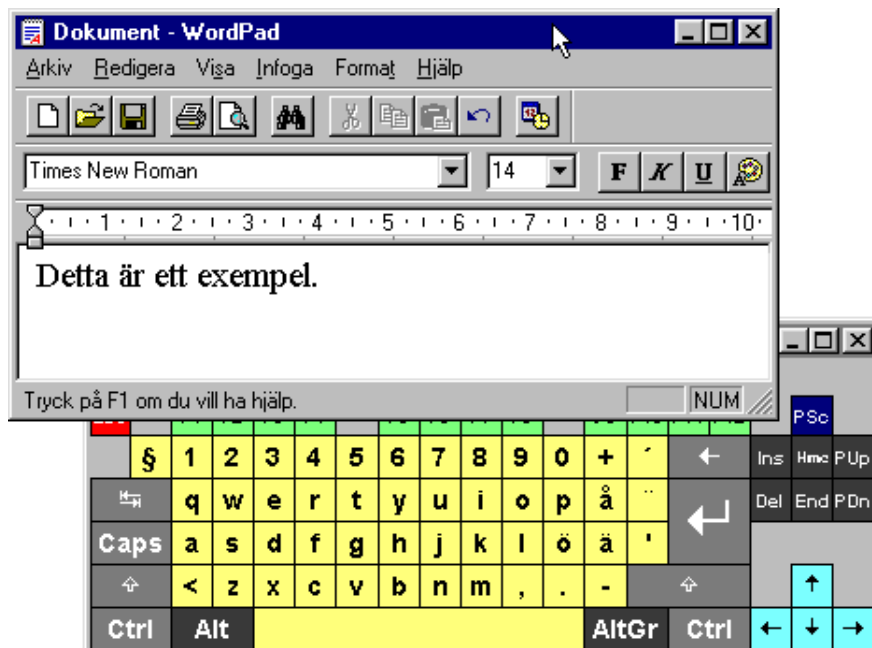 Dokument - WordPad
Arkiv Redigera Visa Infoga Format Hjälp
Times New Roman 14 F K U
1 2 3 4 5 6 7 8 9 10
Detta är ett exempel.
Tryck på F1 om du vill ha hjälp. NUM
PSc
§ 1 2 3 4 5 6 7 8 9 0 + ´ Ins Hme PUp
q w e r t y u i o p å ¨ Del End PDn
Caps a s d f g h j k l ö ä '
< z x c v b n m , . -
Ctrl Alt AltGr Ctrl